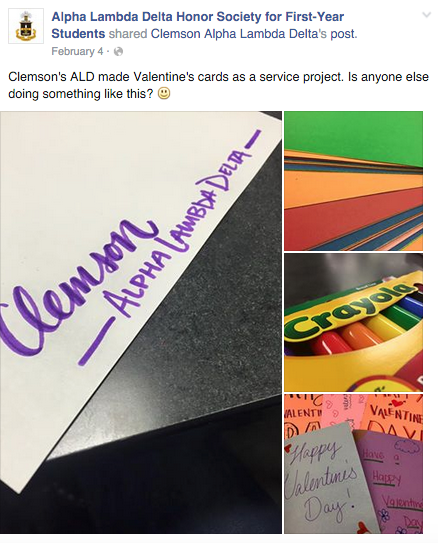 Alpha Lambda Delta Honor Society for First-Year
Students shared Clemson Alpha Lambda Delta's post.
February 4 ·
Clemson's ALD made Valentine's cards as a service project. Is anyone else
doing something like this?
Clemson
— ALPHA LAMBDA DELTA —
Crayola
VALENTINE
DAY
Happy
Valentine's
Day!
Have a
Happy
Valentine
Day